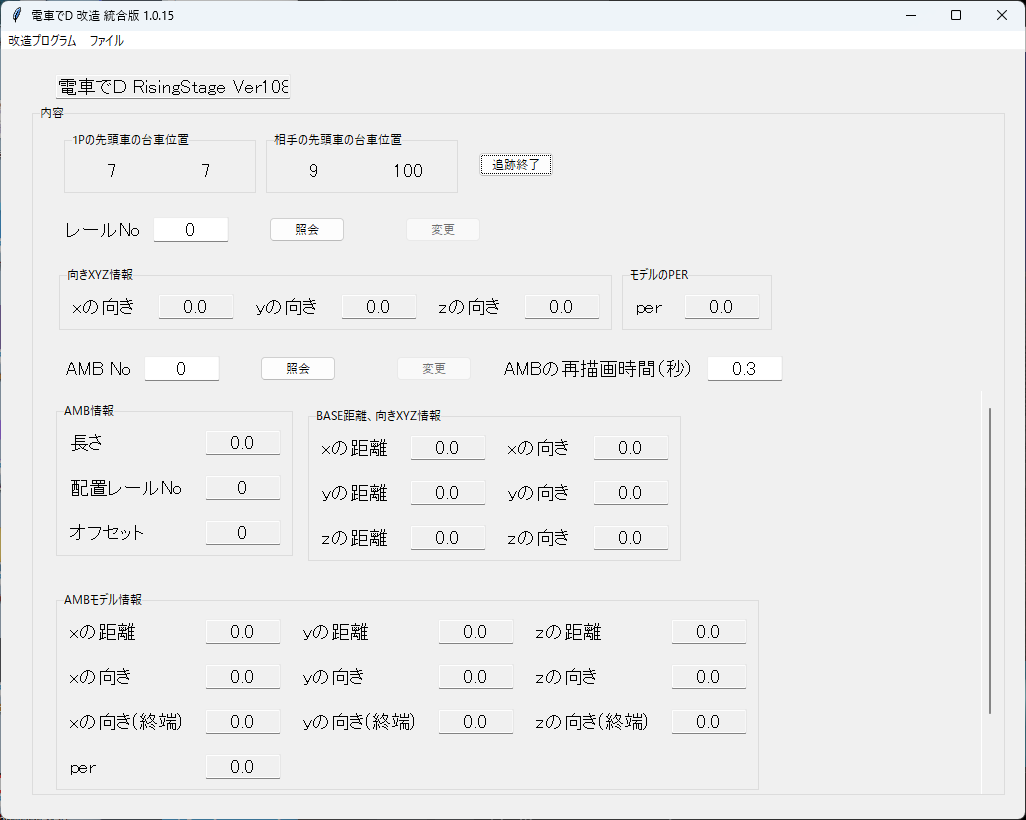 電車でD 改造 統合版 1.0.15
改造プログラム ファイル
電車でD RisingStage Ver108
内容
1Pの先頭車の台車位置 相手の先頭車の台車位置
7 7 9 100 追跡終了
レールNo 0 照会 変更
向きXYZ情報 モデルのPER
xの向き 0.0 yの向き 0.0 zの向き 0.0 per 0.0
AMB No 0 照会 変更 AMBの再描画時間(秒) 0.3
AMB情報 BASE距離、向きXYZ情報
長さ 0.0 xの距離 0.0 xの向き 0.0
配置レールNo 0 yの距離 0.0 yの向き 0.0
オフセット 0 zの距離 0.0 zの向き 0.0
AMBモデル情報
xの距離 0.0 yの距離 0.0 zの距離 0.0
xの向き 0.0 yの向き 0.0 zの向き 0.0
xの向き(終端) 0.0 yの向き(終端) 0.0 zの向き(終端) 0.0
per 0.0